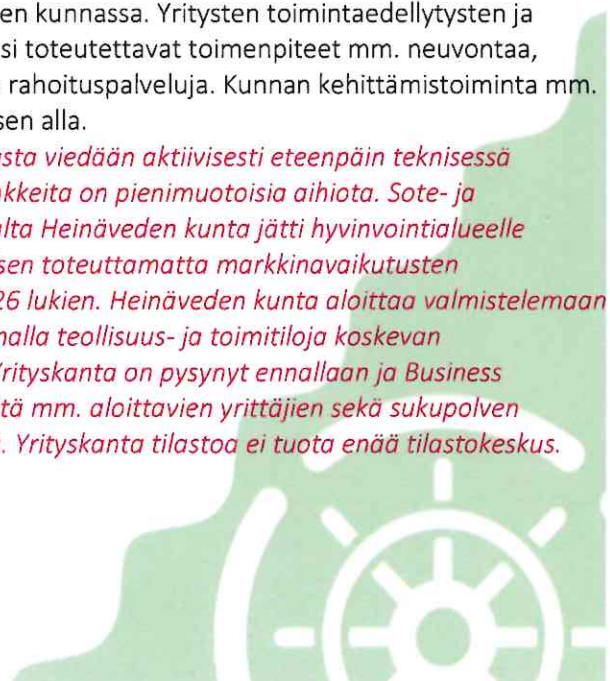 en kunnassa. Yritysten toimintaedellytysten ja
si toteutettavat toimenpiteet mm. neuvontaa,
rahoituspalveluja. Kunnan kehittämistoiminta mm.
sen alla.
sta viedään aktiivisesti eteenpäin teknisessä
kkeita on pienimuotoisia aihiota. Sote- ja
alta Heinäveden kunta jätti hyvinvointialueelle
sen toteuttamatta markkinavaikutusten
26 lukien. Heinäveden kunta aloittaa valmistelemaan
nalla teollisuus- ja toimitiloja koskevan
Yrityskanta on pysynyt ennallaan ja Business
tä mm. aloittavien yrittäjien sekä sukupolven
. Yrityskanta tilastoa ei tuota enää tilastokeskus.